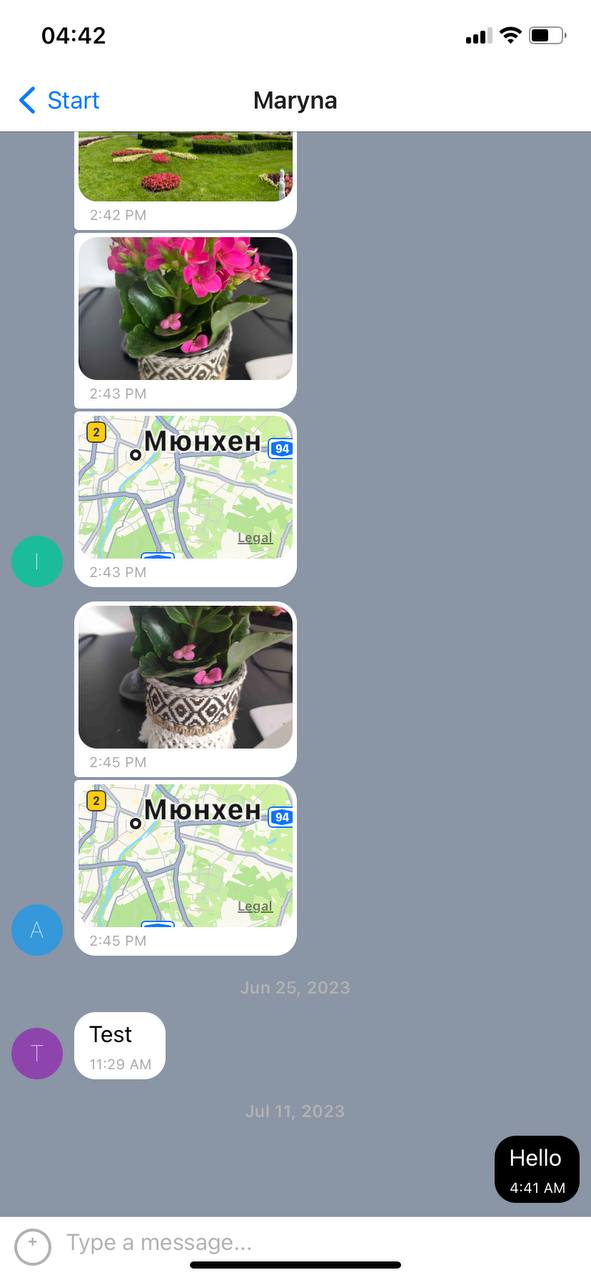 04:42
Start
Maryna
2:42 PM
2:43 PM
2
Мюнхен
94
Legal
I
2:43 PM
2:45 PM
2
Мюнхен
94
Legal
A
2:45 PM
Jun 25, 2023
Test
T
11:29 AM
Jul 11, 2023
Hello
4:41 AM
+
Type a message...